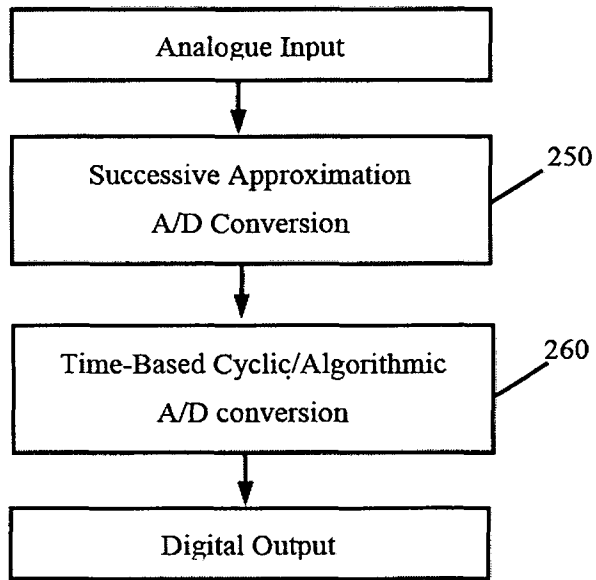 Analogue Input
Successive Approximation
A/D Conversion
250
Time-Based Cyclic/Algorithmic
A/D conversion
260
Digital Output